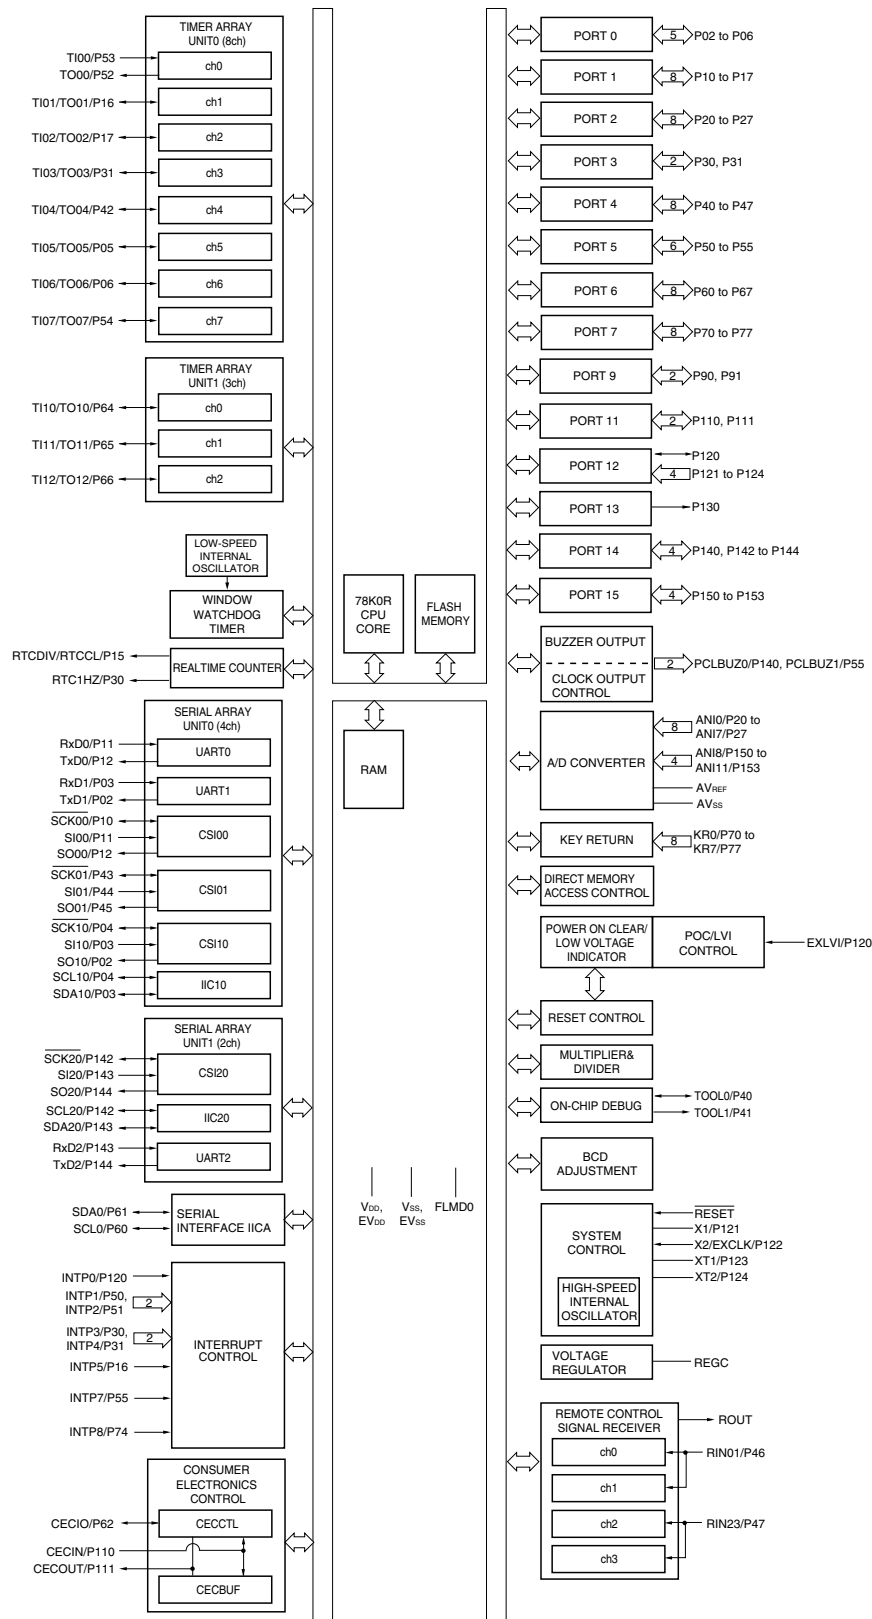 TIMER ARRAY
UNIT0 (8ch)
TI00/P53
TO00/P52
ch0
TI01/TO01/P16
ch1
TI02/TO02/P17
ch2
TI03/TO03/P31
ch3
TI04/TO04/P42
ch4
TI05/TO05/P05
ch5
TI06/TO06/P06
ch6
TI07/TO07/P54
ch7
TIMER ARRAY
UNIT1 (3ch)
TI10/TO10/P64
ch0
TI11/TO11/P65
ch1
TI12/TO12/P66
ch2
LOW-SPEED
INTERNAL
OSCILLATOR
WINDOW
WATCHDOG
TIMER
RTCDIV/RTCCL/P15
RTC1HZ/P30
REALTIME COUNTER
SERIAL ARRAY
UNIT0 (4ch)
RxD0/P11
TxD0/P12
UART0
RxD1/P03
TxD1/P02
UART1
SCK00/P10
SI00/P11
SO00/P12
CSI00
SCK01/P43
SI01/P44
SO01/P45
CSI01
SCK10/P04
SI10/P03
SO10/P02
CSI10
SCL10/P04
SDA10/P03
IIC10
SERIAL ARRAY
UNIT1 (2ch)
SCK20/P142
SI20/P143
SO20/P144
CSI20
SCL20/P142
SDA20/P143
IIC20
RxD2/P143
TxD2/P144
UART2
SDA0/P61
SCL0/P60
SERIAL
INTERFACE IICA
INTP0/P120
INTP1/P50,
INTP2/P51
2
INTP3/P30,
INTP4/P31
2
INTP5/P16
INTP7/P55
INTP8/P74
INTERRUPT
CONTROL
CONSUMER
ELECTRONICS
CONTROL
CECIO/P62
CECCTL
CECIN/P110
CECOUT/P111
CECBUF
78K0R
CPU
CORE
FLASH
MEMORY
RAM
VDD,
EVDD
VSS,
EVSS
FLMD0
PORT 0
5
P02 to P06
PORT 1
8
P10 to P17
PORT 2
8
P20 to P27
PORT 3
2
P30, P31
PORT 4
8
P40 to P47
PORT 5
6
P50 to P55
PORT 6
8
P60 to P67
PORT 7
8
P70 to P77
PORT 9
2
P90, P91
PORT 11
2
P110, P111
PORT 12
P120
4
P121 to P124
PORT 13
P130
PORT 14
4
P140, P142 to P144
PORT 15
4
P150 to P153
BUZZER OUTPUT
CLOCK OUTPUT
CONTROL
2
PCLBUZ0/P140, PCLBUZ1/P55
A/D CONVERTER
8
ANI0/P20 to
ANI7/P27
4
ANI8/P150 to
ANI11/P153
AVREF
AVSS
KEY RETURN
8
KR0/P70 to
KR7/P77
DIRECT MEMORY
ACCESS CONTROL
POWER ON CLEAR/
LOW VOLTAGE
INDICATOR
POC/LVI
CONTROL
EXLVI/P120
RESET CONTROL
MULTIPLIER&
DIVIDER
ON-CHIP DEBUG
TOOL0/P40
TOOL1/P41
BCD
ADJUSTMENT
SYSTEM
CONTROL
HIGH-SPEED
INTERNAL
OSCILLATOR
RESET
X1/P121
X2/EXCLK/P122
XT1/P123
XT2/P124
VOLTAGE
REGULATOR
REGC
REMOTE CONTROL
SIGNAL RECEIVER
ROUT
ch0
RIN01/P46
ch1
ch2
RIN23/P47
ch3